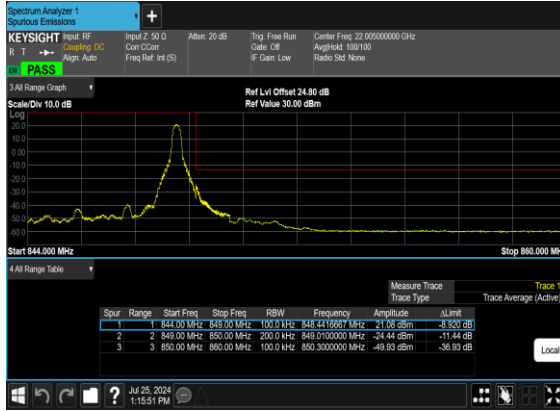 Spectrum Analyzer 1
Spurious Emissions
KEYSIGHT
R T
PASS
Input: RF
Coupling: DC
Align: Auto
Input Z: 50 Ω
Corr CCorr
Freq Ref: Int (S)
Atten: 20 dB
Trig: Free Run
Gate: Off
IF Gain: Low
Center Freq: 22.005000000 GHz
Avg|Hold: 100/100
Radio Std: None
3 All Range Graph
Scale/Div 10.0 dB
Ref Lvl Offset 24.80 dB
Ref Value 30.00 dBm
Log
20.0
10.0
0.00
-10.0
-20.0
-30.0
-40.0
-50.0
-60.0
Start 844.000 MHz
Stop 860.000 MH
4 All Range Table
Measure Trace Trace 1
Trace Type Trace Average (Active)
Spur Range Start Freq Stop Freq RBW Frequency Amplitude ΔLimit
1 1 844.00 MHz 849.00 MHz 100.0 kHz 848.4416667 MHz 21.08 dBm -8.920 dB
2 2 849.00 MHz 850.00 MHz 200.0 kHz 849.0100000 MHz -24.44 dBm -11.44 dB
3 3 850.00 MHz 860.00 MHz 100.0 kHz 850.3000000 MHz -49.93 dBm -36.93 dB
Local
?
Jul 25, 2024
1:15:51 PM